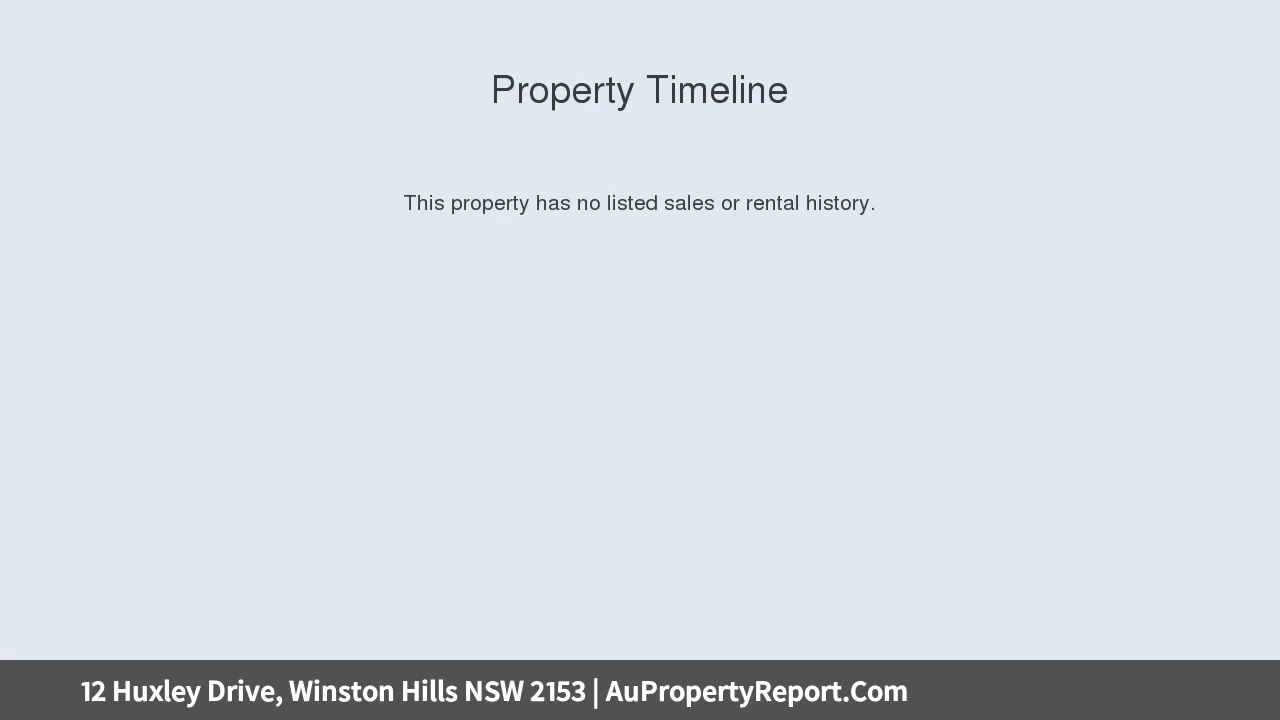 Property Timeline
This property has no listed sales or rental history.
12 Huxley Drive, Winston Hills NSW 2153 | AuPropertyReport.Com